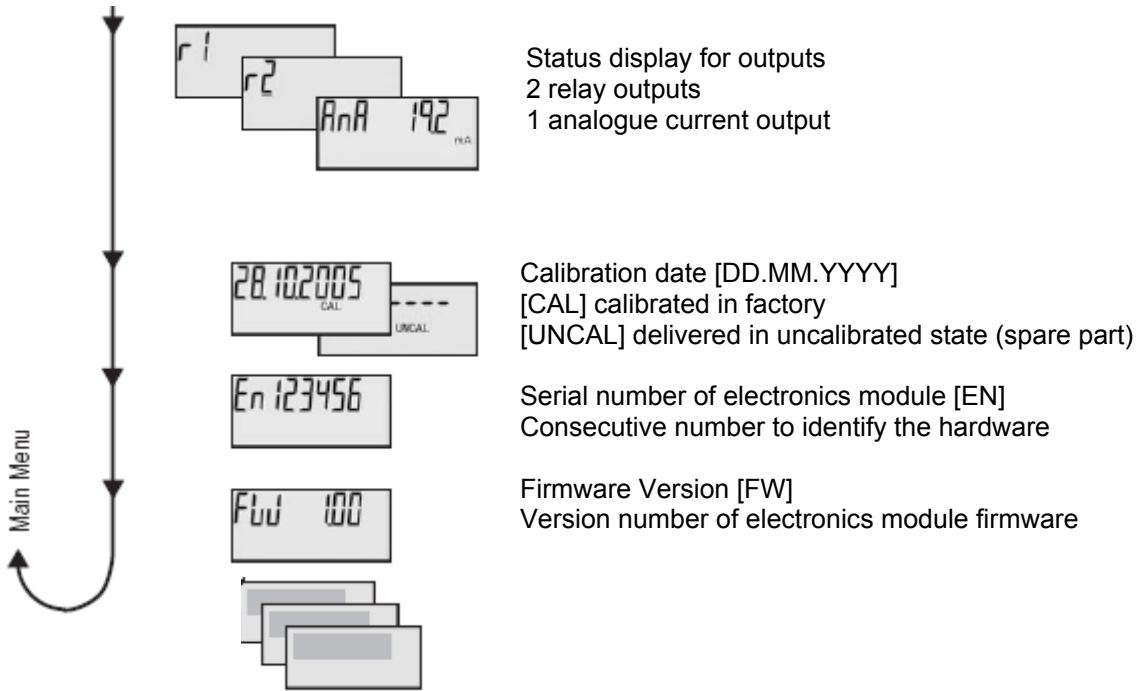 r1
r2
AnA 19.2
mA
Status display for outputs
2 relay outputs
1 analogue current output
28.10.2005
CAL
----
UNCAL
Calibration date [DD.MM.YYYY]
[CAL] calibrated in factory
[UNCAL] delivered in uncalibrated state (spare part)
En 123456
Serial number of electronics module [EN]
Consecutive number to identify the hardware
FW 1.00
Firmware Version [FW]
Version number of electronics module firmware
Main Menu